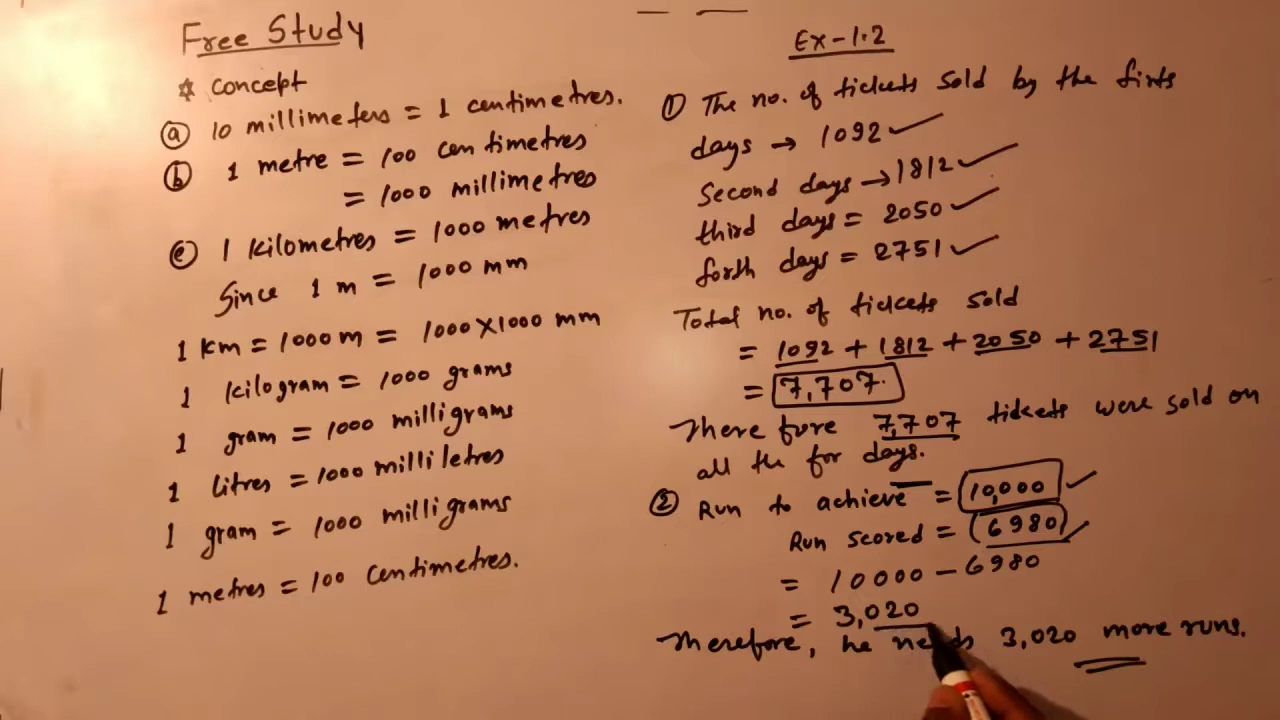 Free Study
* concept
(a) 10 millimeters = 1 centimetres.
(b) 1 metre = 100 centimetres
= 1000 millimetres
(c) 1 kilometres = 1000 metres
Since 1 m = 1000 mm
1 km = 1000 m = 1000 X 1000 mm
1 kilogram = 1000 grams
1 gram = 1000 milligrams
1 litres = 1000 milliletres
1 gram = 1000 milligrams
1 metres = 100 centimetres.
Ex - 1.2
(1) The no. of tickets sold by the firts
days → 1092 ✓
Second days → 1812 ✓
third days = 2050 ✓
forth days = 2751 ✓
Total no. of tickets sold
= 1092 + 1812 + 2050 + 2751
= 7,707.
There fore 7,707 tickets were sold on
all the for days.
(2) Run to achieve = 10,000 ✓
Run scored = (6980)
= 10000 - 6980
= 3,020
Therefore, he needs 3,020 more runs.